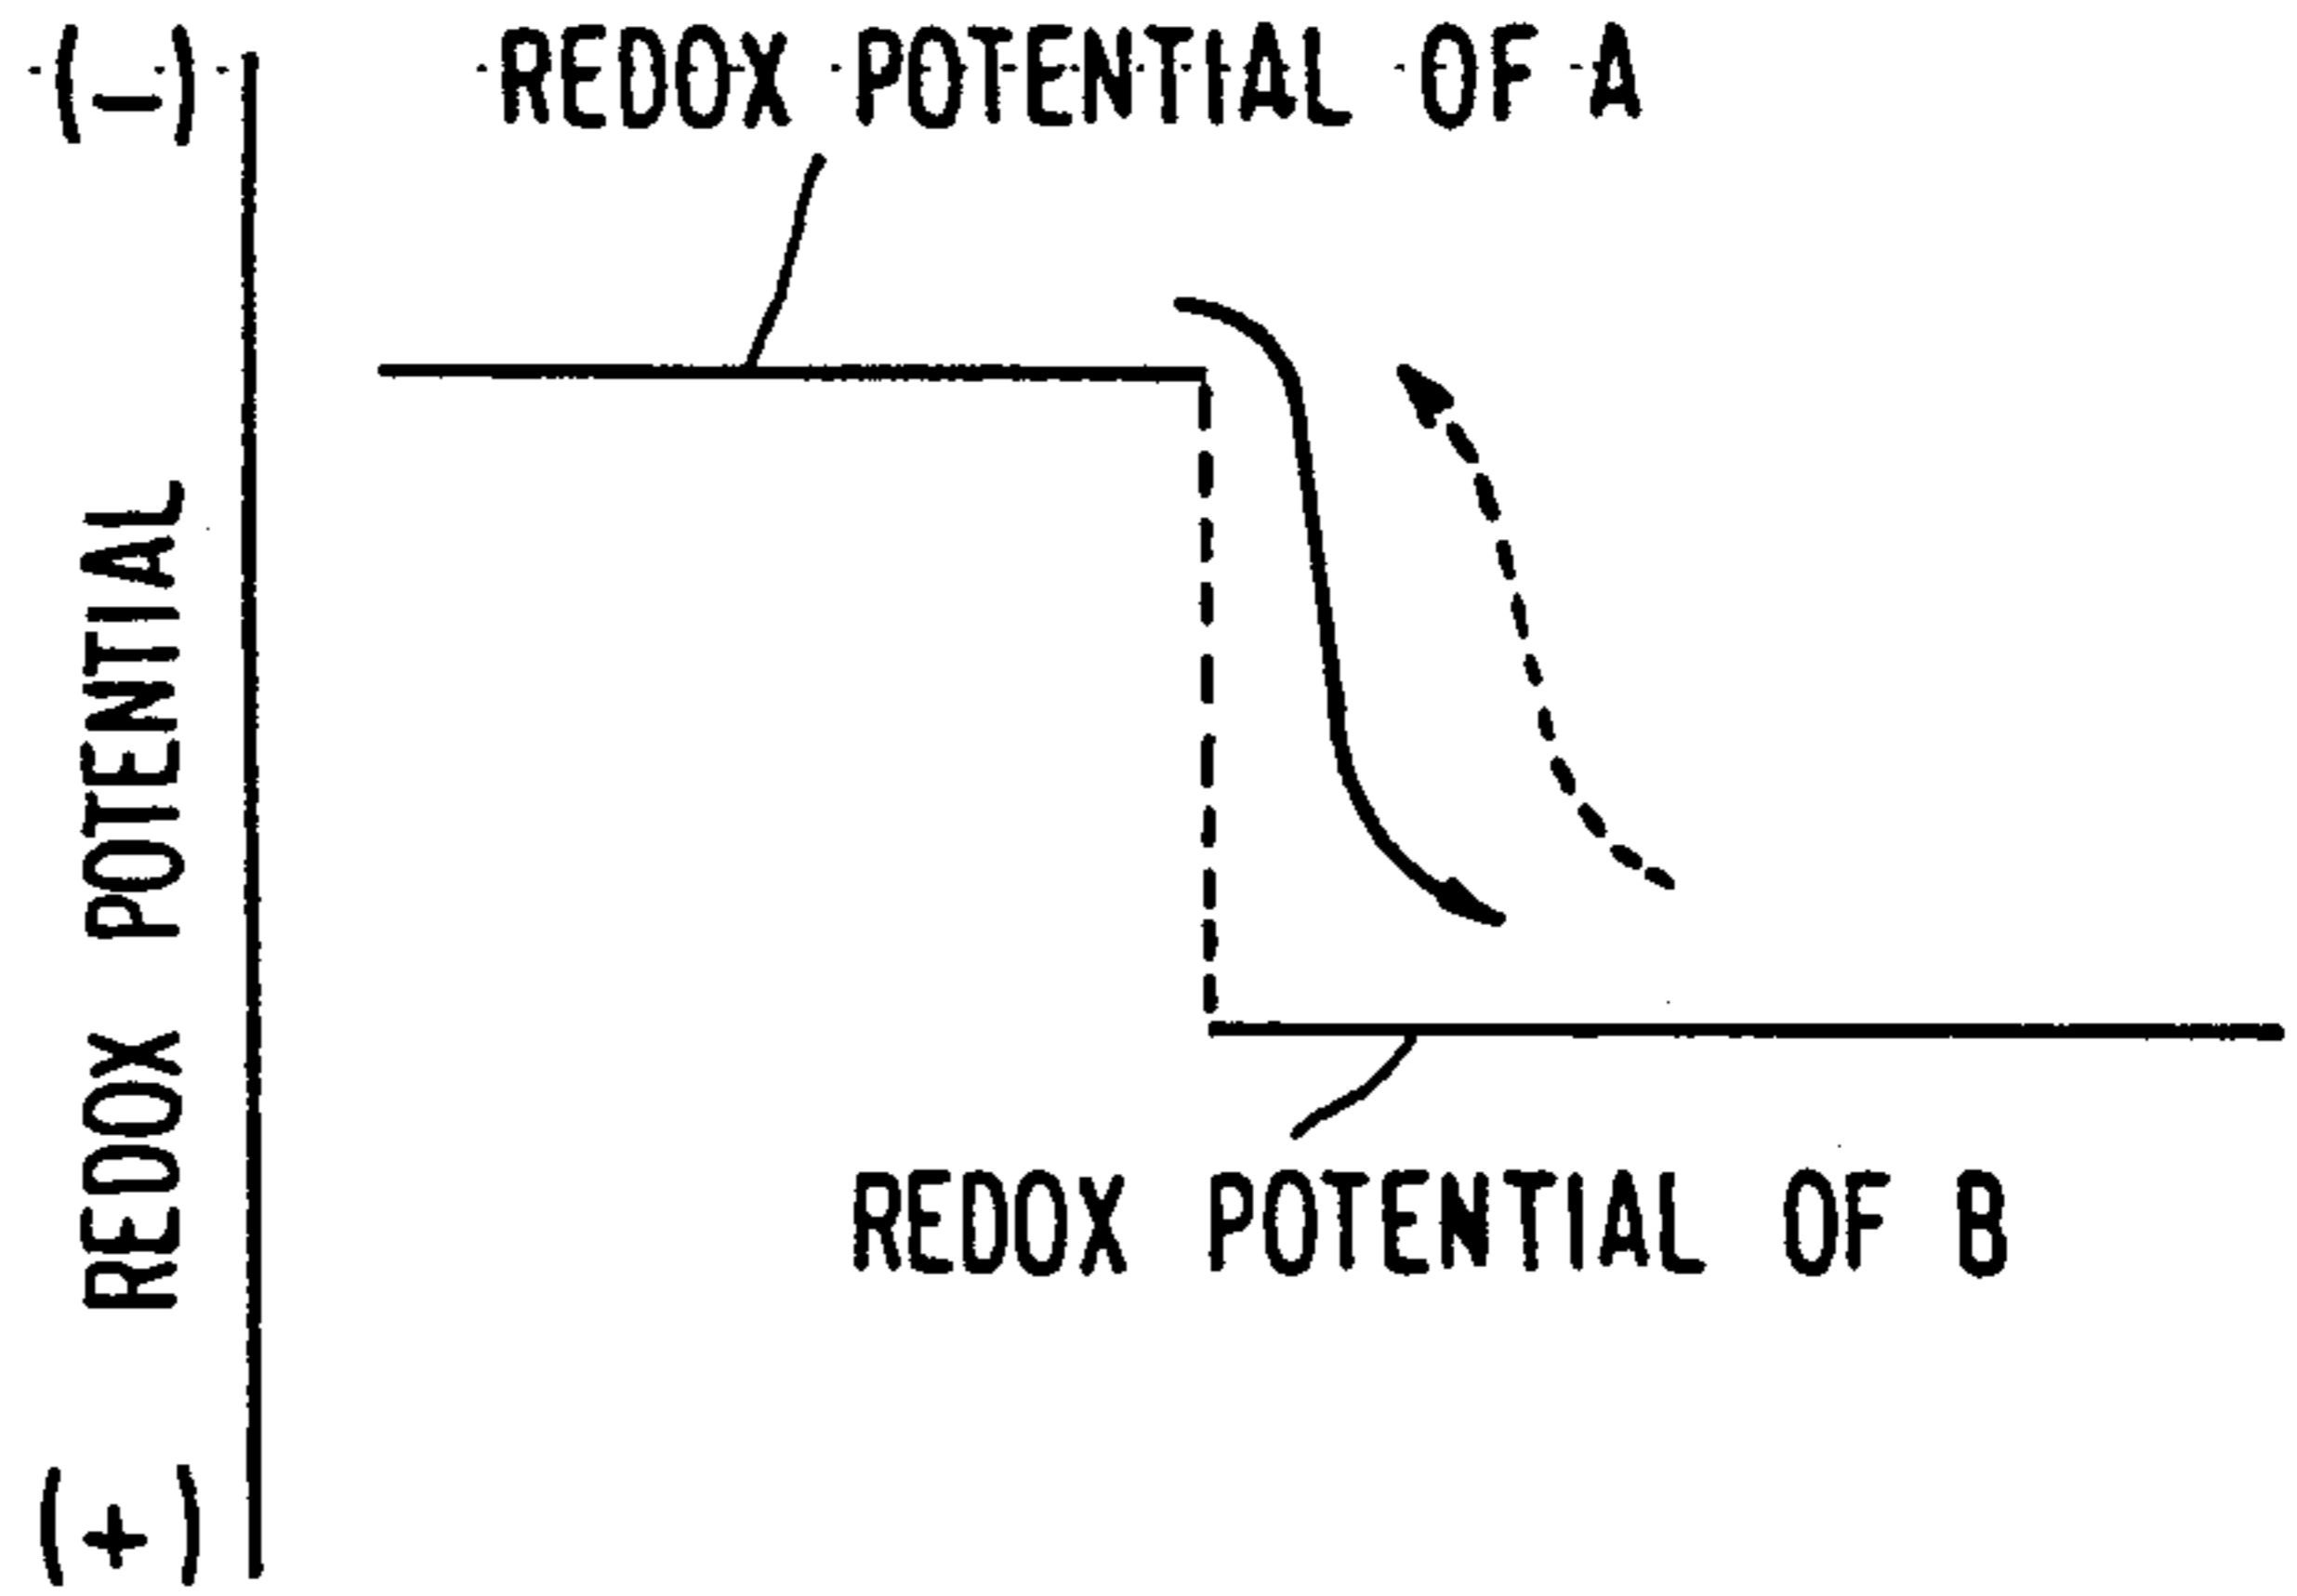 (-)
REDOX POTENTIAL OF A
REDOX POTENTIAL
REDOX POTENTIAL OF B
(+)